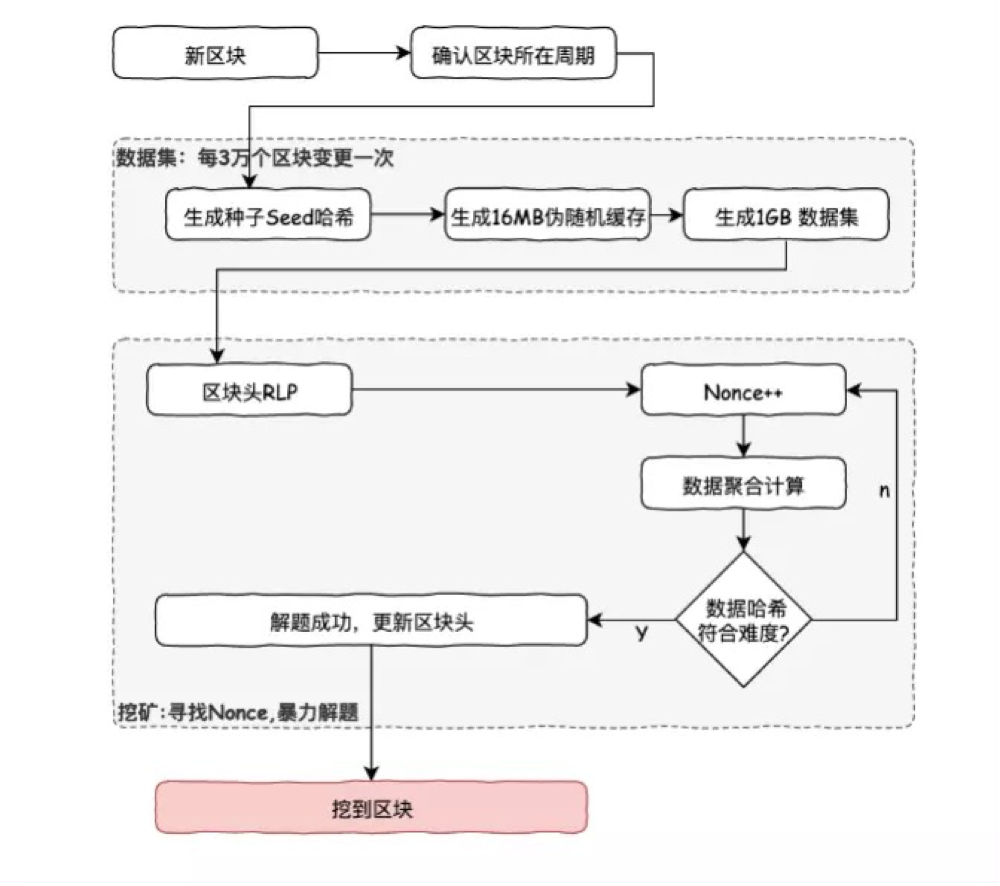 新区块
确认区块所在周期
数据集：每3万个区块变更一次
生成种子Seed哈希
生成16MB伪随机缓存
生成1GB 数据集
区块头RLP
Nonce++
数据聚合计算
n
数据哈希
符合难度?
y
解题成功，更新区块头
挖矿:寻找Nonce,暴力解题
挖到区块